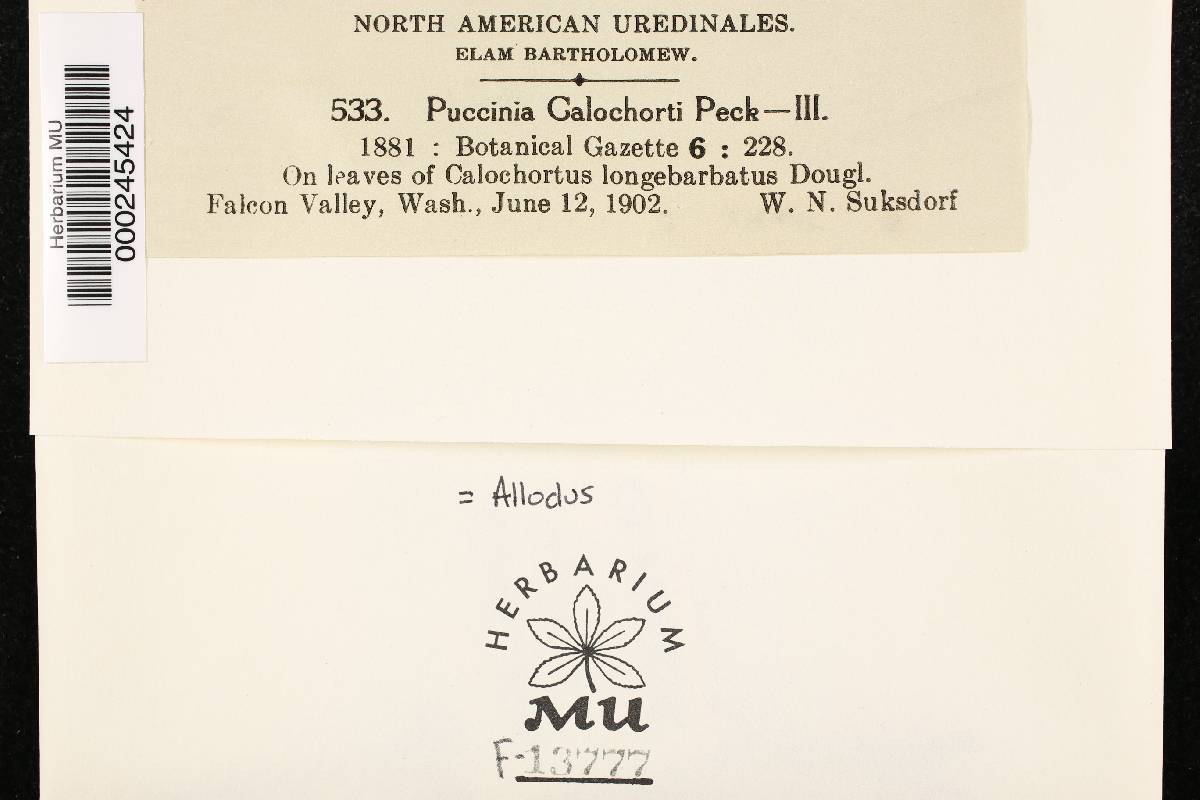 NORTH AMERICAN UREDINALES.
ELAM BARTHOLOMEW.
533. Puccinia Calochorti Peck—III.
1881 : Botanical Gazette 6 : 228.
On leaves of Calochortus longebarbatus Dougl.
Falcon Valley, Wash., June 12, 1902. W. N. Suksdorf
Herbarium MU
000245424
= Allodus
HERBARIUM
MU
F-13777